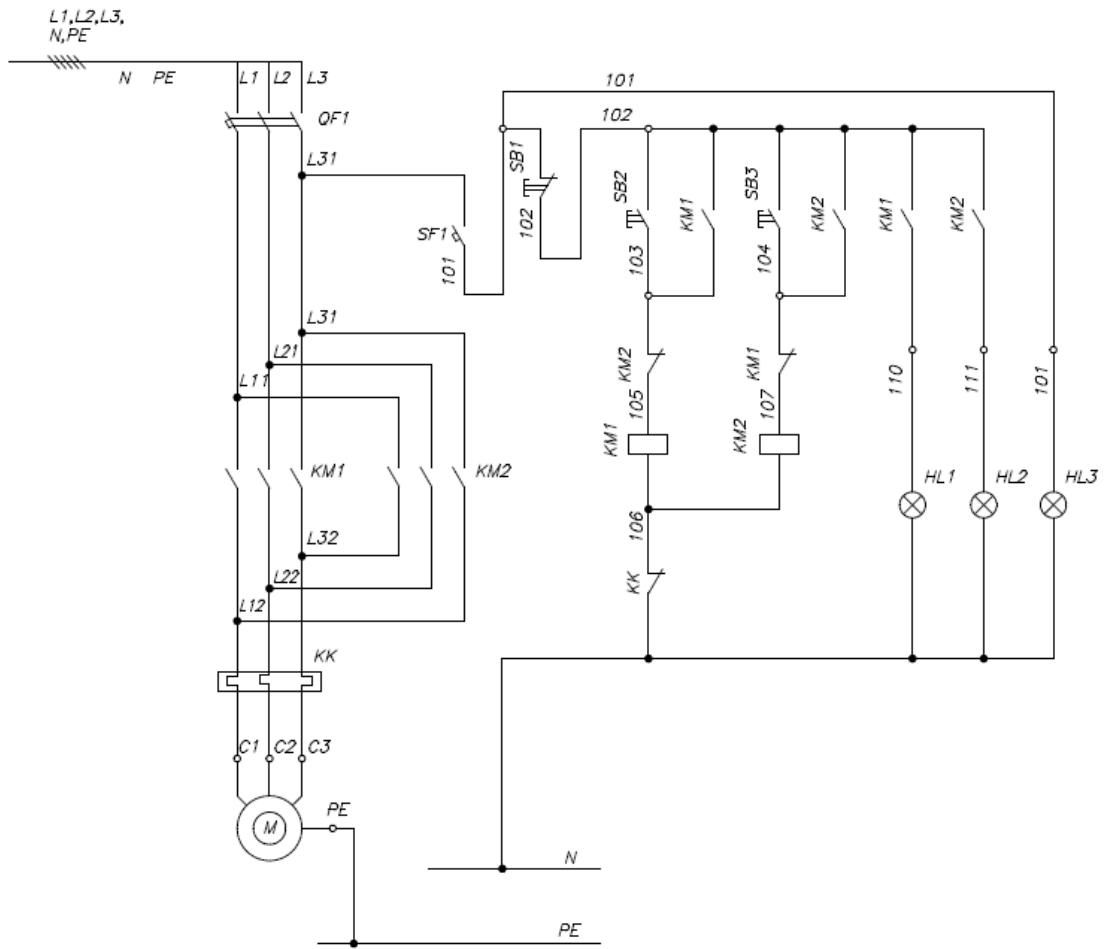 L1,L2,L3,
N,PE
N PE L1 L2 L3
101
QF1
102
L31
SB1
102
SF1
101
SB2
KM1
SB3
KM2
KM1
KM2
103
104
L31
L21
L11
KM2
105
KM1
107
110
111
101
KM1
KM2
KM1
KM2
HL1
HL2
HL3
106
L32
L22
L12
KK
KK
C1 C2 C3
M
PE
N
PE